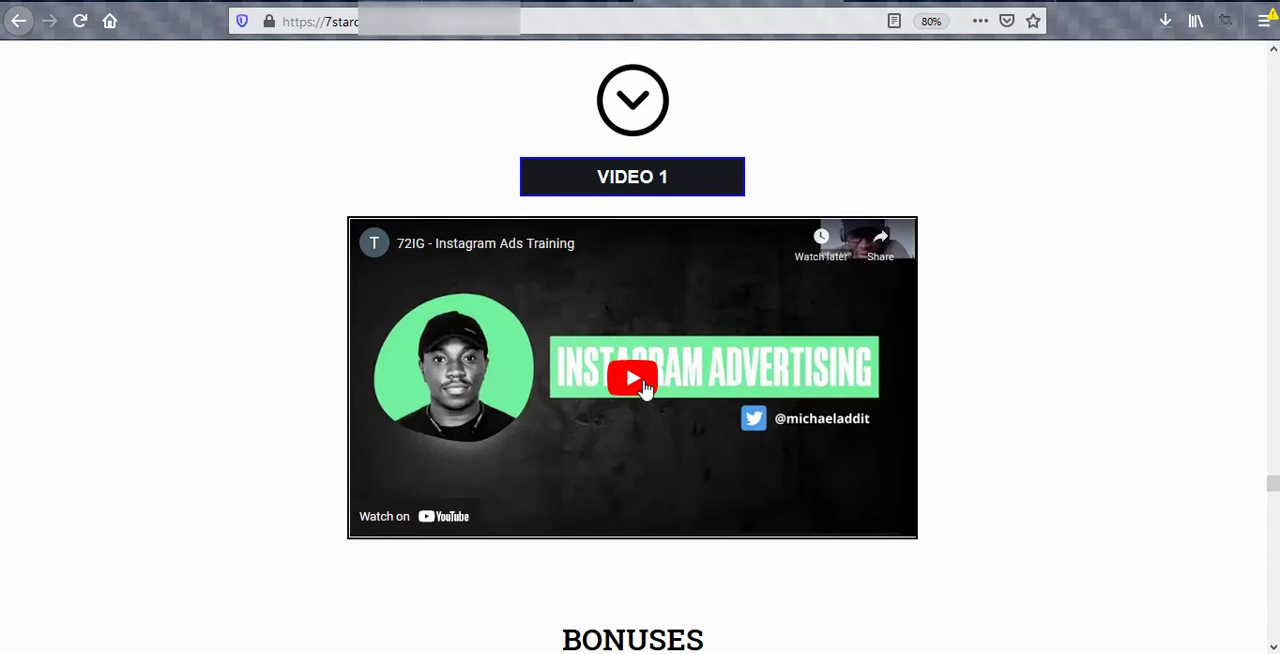 https://7starc
80%
VIDEO 1
T
72IG - Instagram Ads Training
Watch later
Share
INSTAGRAM ADVERTISING
@michaeladdit
Watch on YouTube
BONUSES